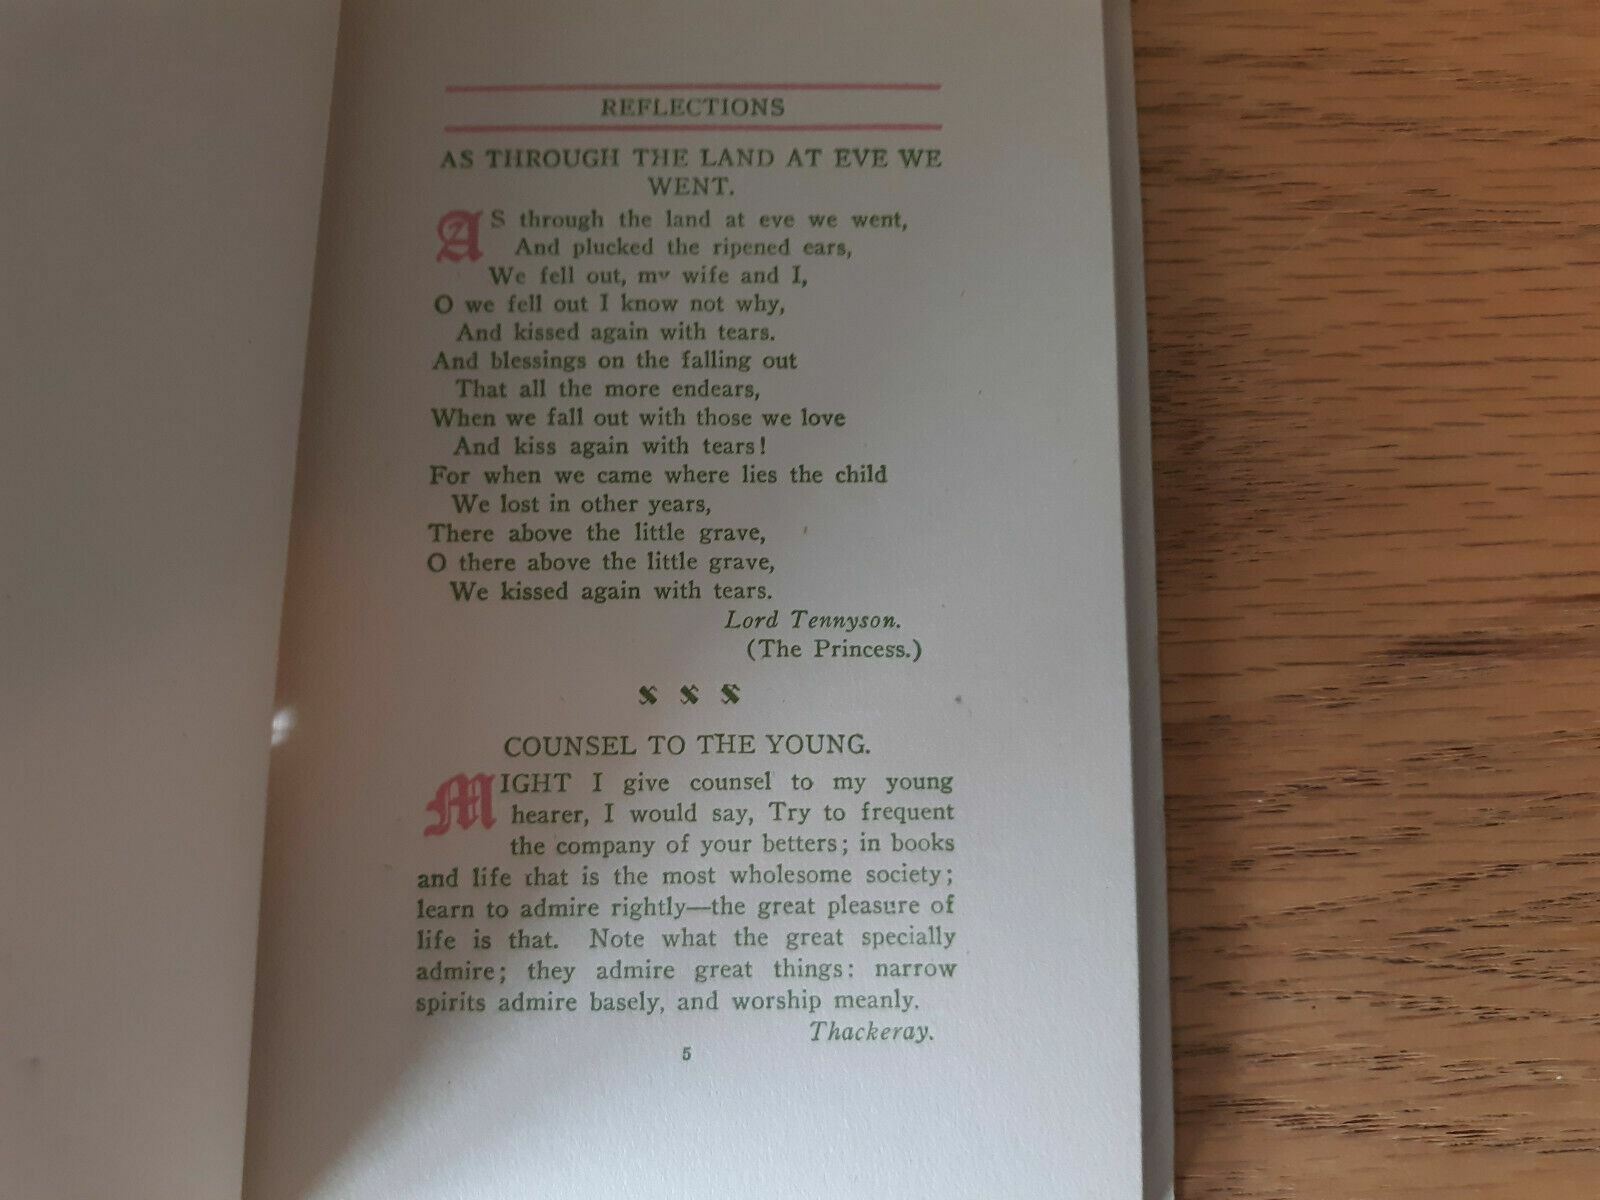 REFLECTIONS
AS THROUGH THE LAND AT EVE WE
WENT.
AS through the land at eve we went,
And plucked the ripened ears,
We fell out, my wife and I,
O we fell out I know not why,
And kissed again with tears.
And blessings on the falling out
That all the more endears,
When we fall out with those we love
And kiss again with tears!
For when we came where lies the child
We lost in other years,
There above the little grave,
O there above the little grave,
We kissed again with tears.
Lord Tennyson.
(The Princess.)
COUNSEL TO THE YOUNG.
MIGHT I give counsel to my young
hearer, I would say, Try to frequent
the company of your betters; in books
and life that is the most wholesome society;
learn to admire rightly—the great pleasure of
life is that. Note what the great specially
admire; they admire great things: narrow
spirits admire basely, and worship meanly.
Thackeray.
5